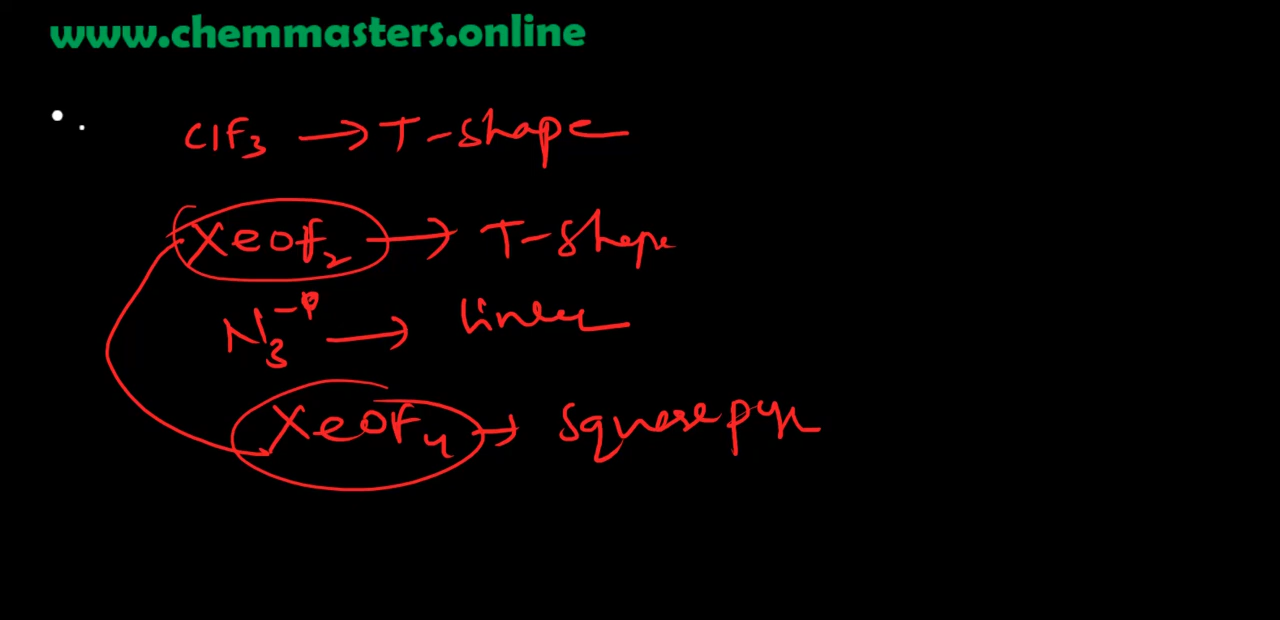 www.chemmasters.online
ClF3 → T-shape
XeOF2 → T-shape
N3 - → linear
XeOF4 → square pyr